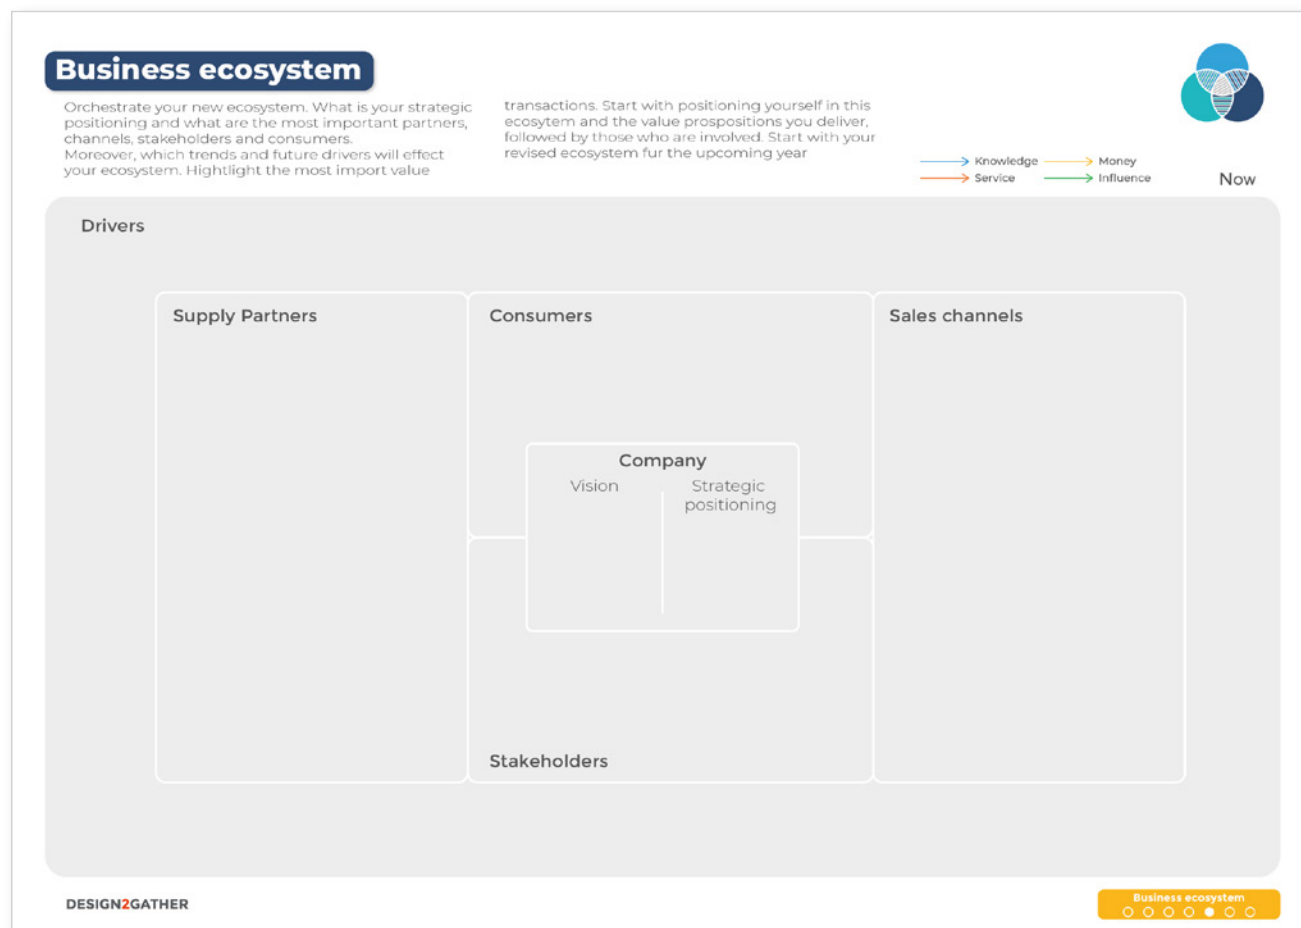 Business ecosystem
Orchestrate your new ecosystem. What is your strategic
positioning and what are the most important partners,
channels, stakeholders and consumers.
Moreover, which trends and future drivers will effect
your ecosystem. Hightlight the most import value
transactions. Start with positioning yourself in this
ecosytem and the value prospositions you deliver,
followed by those who are involved. Start with your
revised ecosystem fur the upcoming year
Knowledge
Money
Service
Influence
Now
Drivers
Supply Partners
Consumers
Sales channels
Company
Vision
Strategic
positioning
Stakeholders
DESIGN2GATHER
Business ecosystem